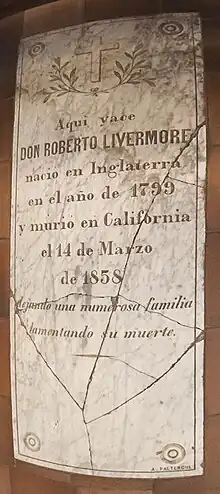 Aqui yace
DON ROBERTO LIVERMORE
nacio en Inglaterra
en el año de 1799
y murio en California
el 14 de Marzo
de 1858
dejando una numerosa familia
lamentando su muerte.
A. PALTENGHI